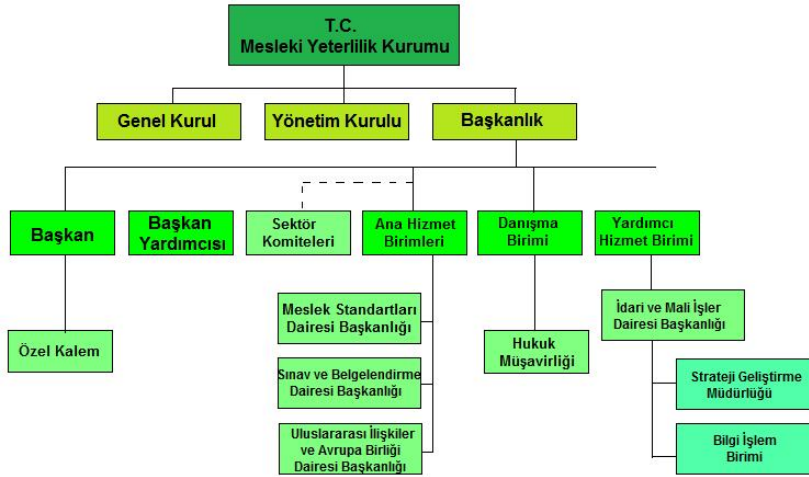 T.C.
Mesleki Yeterlilik Kurumu
Genel Kurul
Yönetim Kurulu
Başkanlık
Başkan
Başkan
Yardımcısı
Sektör
Komiteleri
Ana Hizmet
Birimleri
Danışma
Birimi
Yardımcı
Hizmet Birimi
Özel Kalem
Meslek Standartları
Dairesi Başkanlığı
Sınav ve Belgelendirme
Dairesi Başkanlığı
Uluslararası İlişkiler
ve Avrupa Birliği
Dairesi Başkanlığı
Hukuk
Müşavirliği
İdari ve Mali İşler
Dairesi Başkanlığı
Strateji Geliştirme
Müdürlüğü
Bilgi İşlem
Birimi